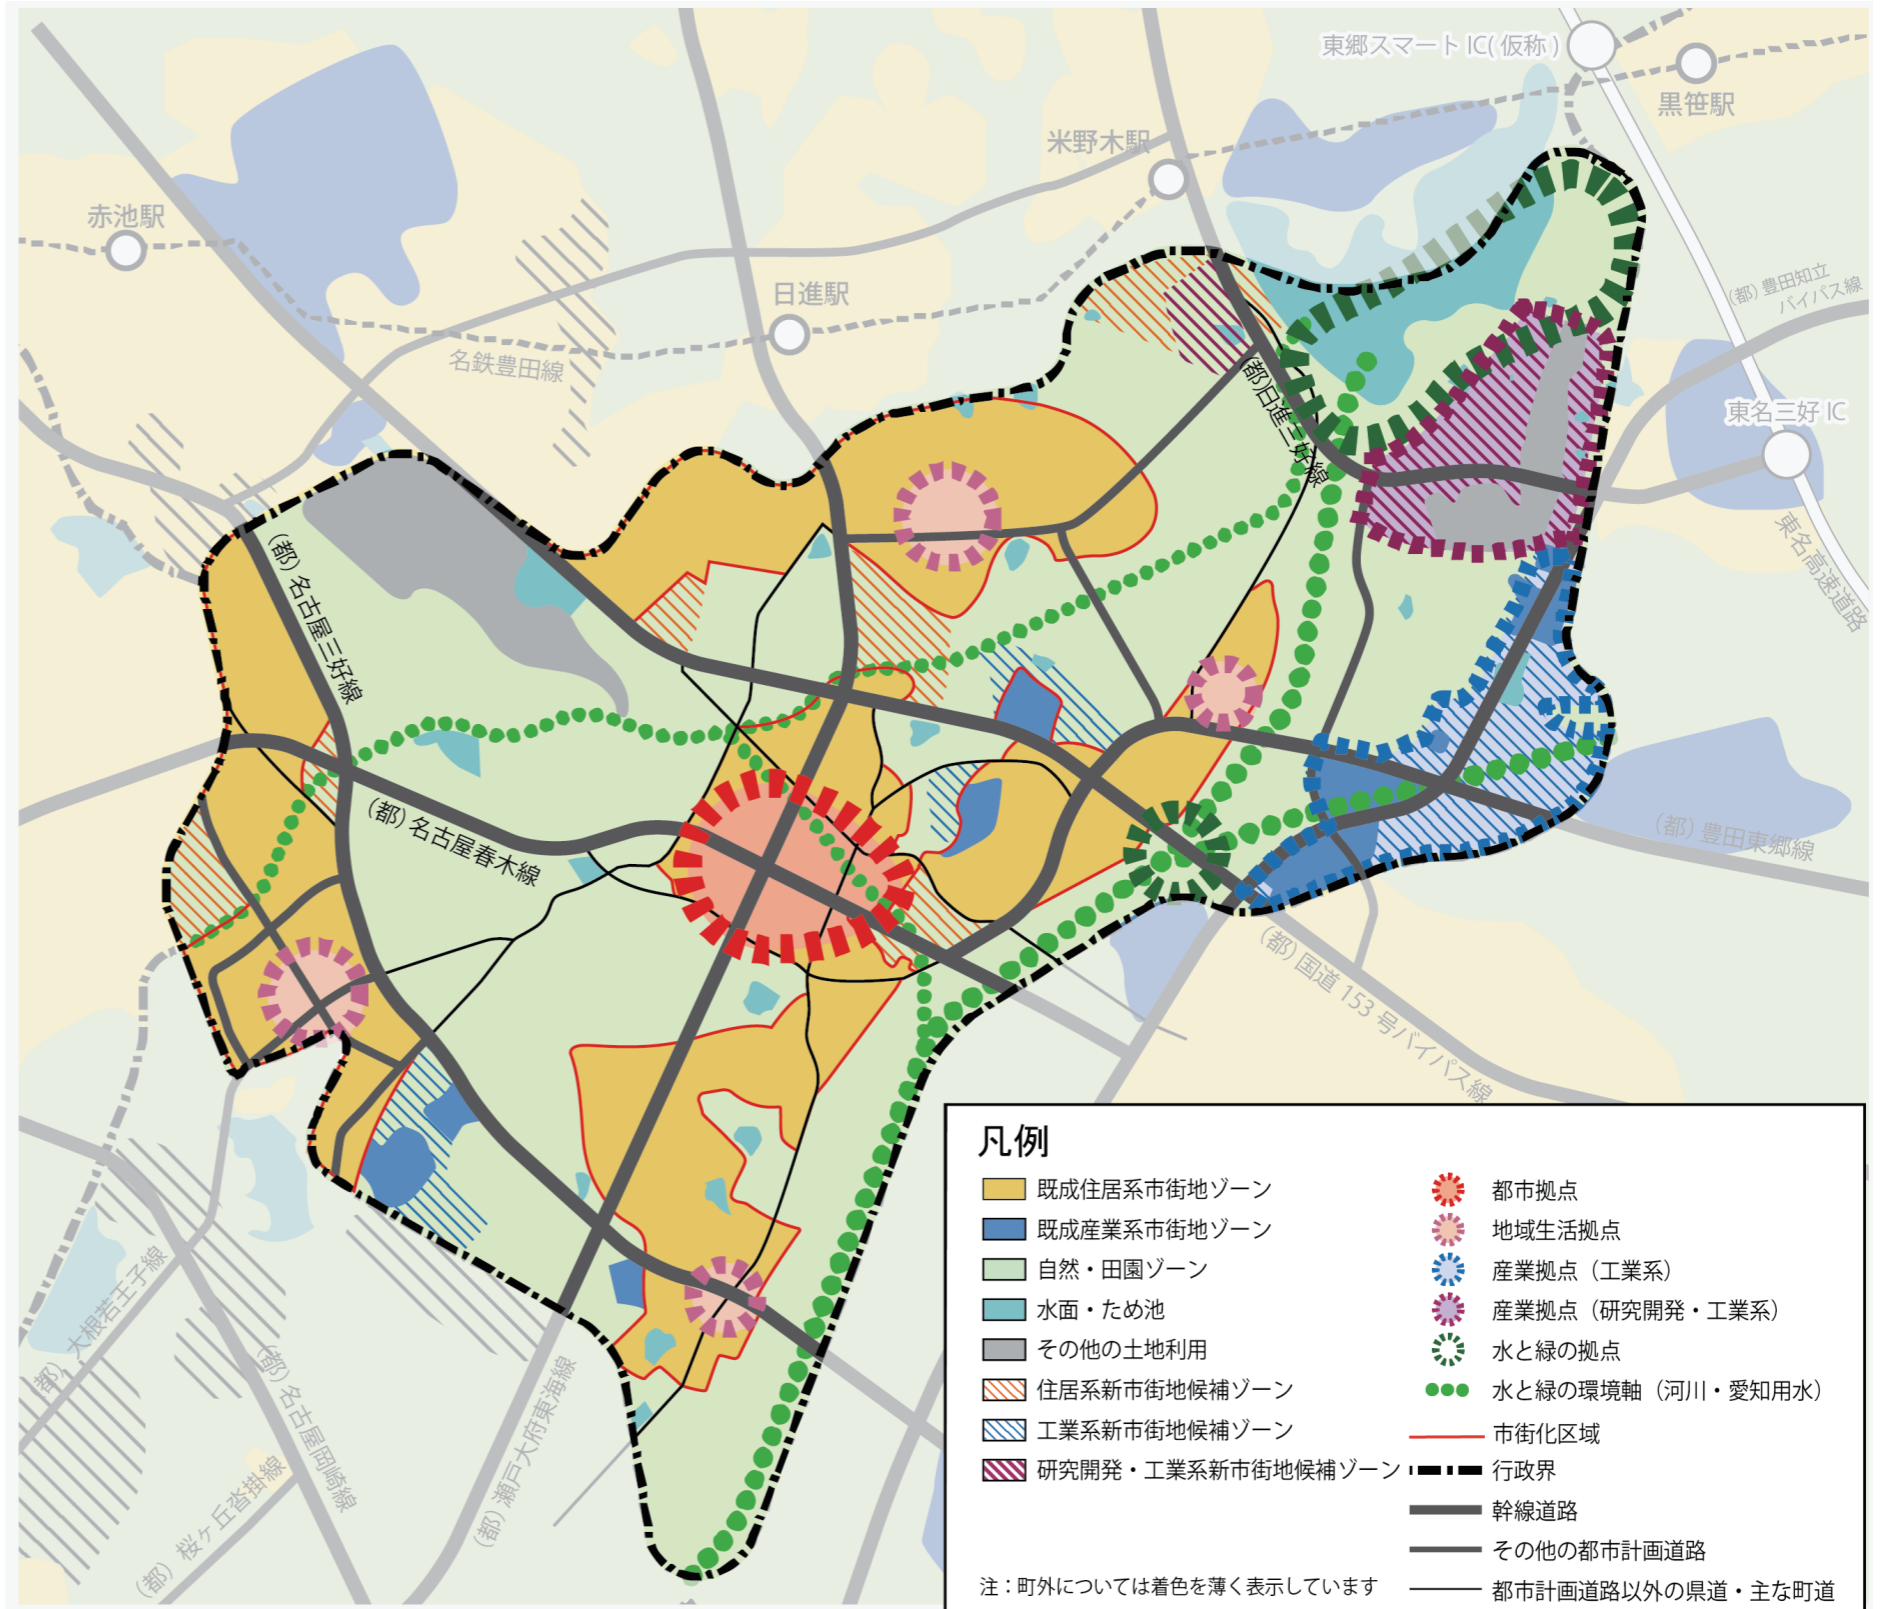 東郷スマートIC(仮称)
黒笹駅
米野木駅
赤池駅
日進駅
(都)豊田知立
バイパス線
名鉄豊田線
(都)日進三好線
東名三好IC
東名高速道路
(都)名古屋三好線
(都)名古屋春木線
(都)豊田東郷線
(都)国道153号バイパス線
(都)大根若王子線
(都)名古屋岡崎線
(都)瀬戸大府東海線
(都)桜ヶ丘沓掛線
凡例
既成住居系市街地ゾーン
既成産業系市街地ゾーン
自然・田園ゾーン
水面・ため池
その他の土地利用
住居系新市街地候補ゾーン
工業系新市街地候補ゾーン
研究開発・工業系新市街地候補ゾーン
都市拠点
地域生活拠点
産業拠点(工業系)
産業拠点(研究開発・工業系)
水と緑の拠点
水と緑の環境軸(河川・愛知用水)
市街化区域
行政界
幹線道路
その他の都市計画道路
都市計画道路以外の県道・主な町道
注:町外については着色を薄く表示しています